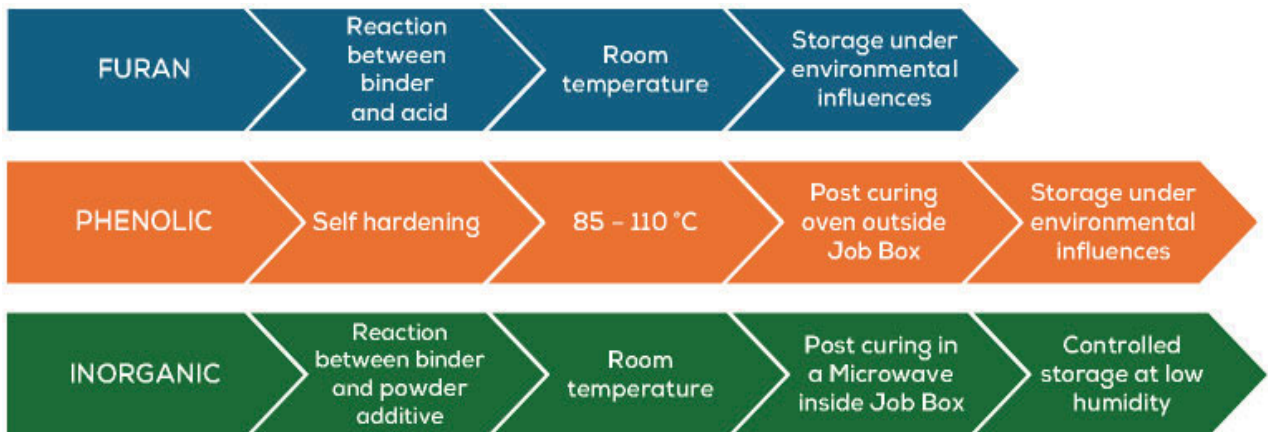 FURAN
Reaction
between
binder
and acid
Room
temperature
Storage under
environmental
influences
PHENOLIC
Self hardening
85 – 110 °C
Post curing
oven outside
Job Box
Storage under
environmental
influences
INORGANIC
Reaction
between binder
and powder
additive
Room
temperature
Post curing in
a Microwave
inside Job Box
Controlled
storage at low
humidity